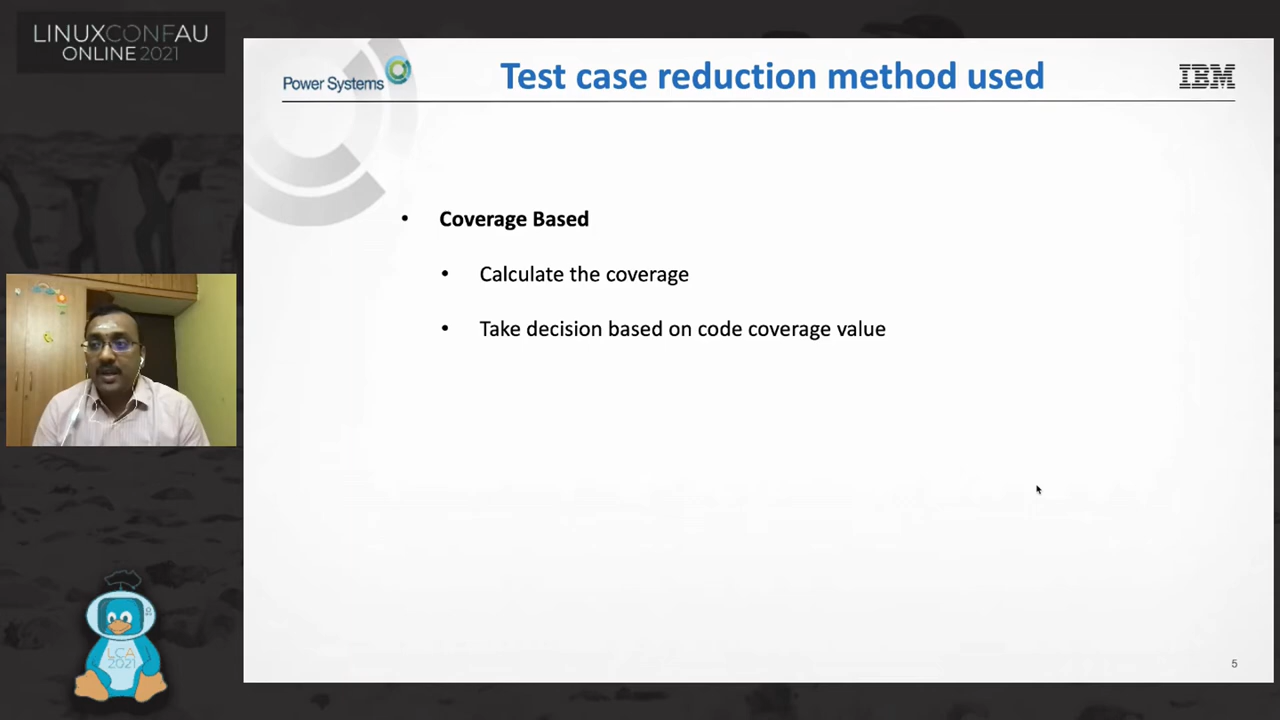 LINUXCONFAU
ONLINE 2021
Power Systems
Test case reduction method used
IBM
• Coverage Based
• Calculate the coverage
• Take decision based on code coverage value
LCA
2021
5